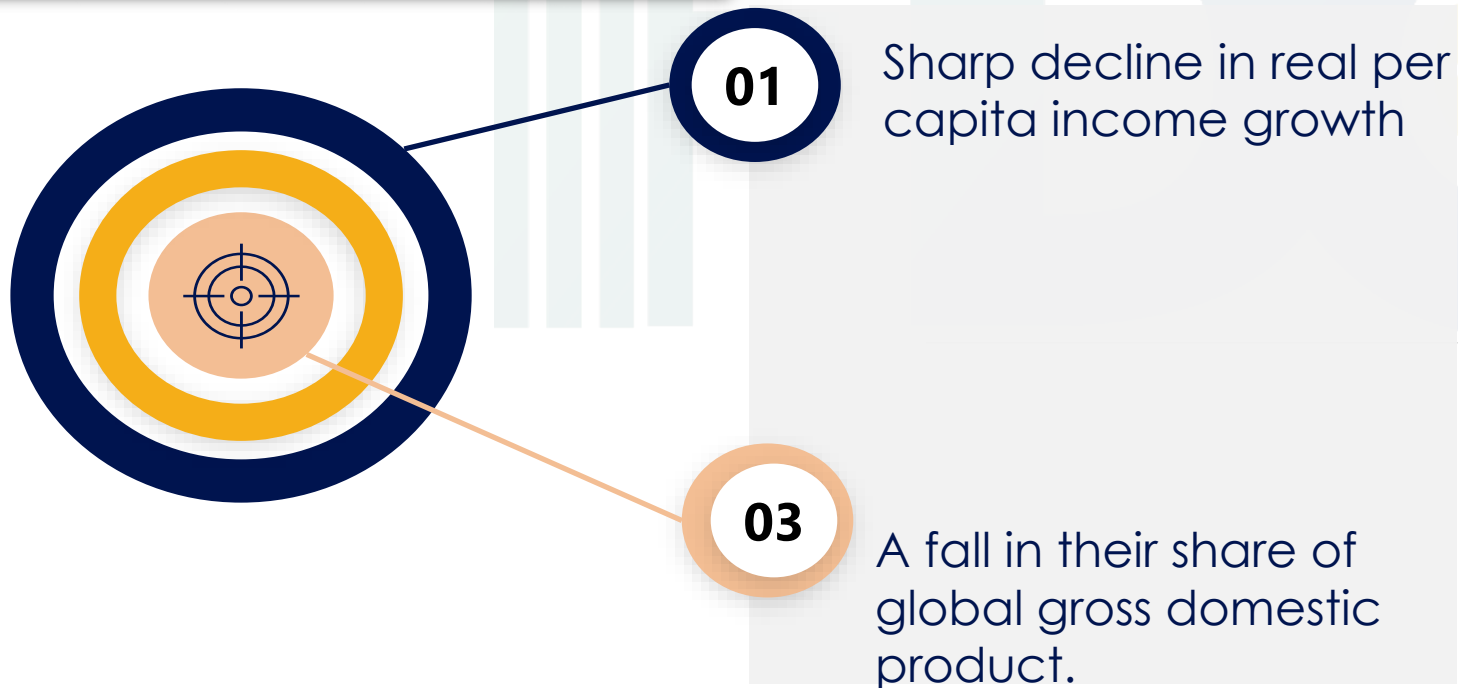 01
Sharp decline in real per
capita income growth
03
A fall in their share of
global gross domestic
product.